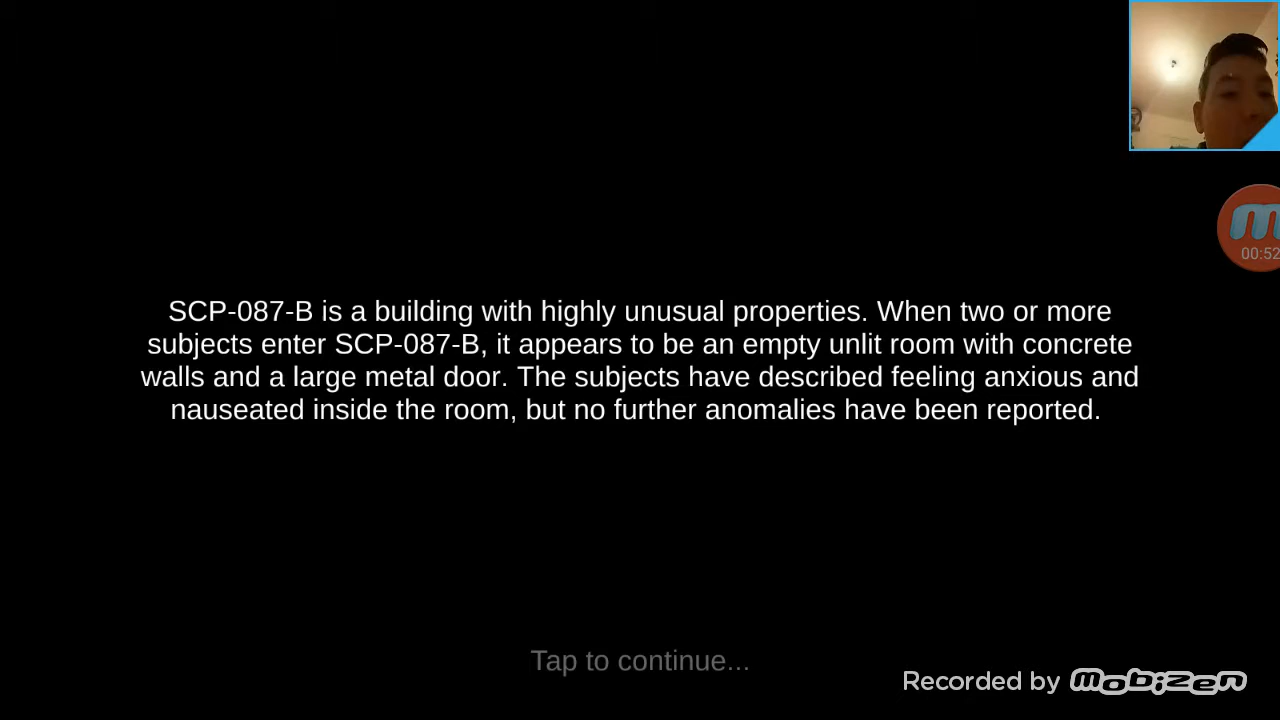 00:52
SCP-087-B is a building with highly unusual properties. When two or more
subjects enter SCP-087-B, it appears to be an empty unlit room with concrete
walls and a large metal door. The subjects have described feeling anxious and
nauseated inside the room, but no further anomalies have been reported.
Tap to continue...
Recorded by mobizen